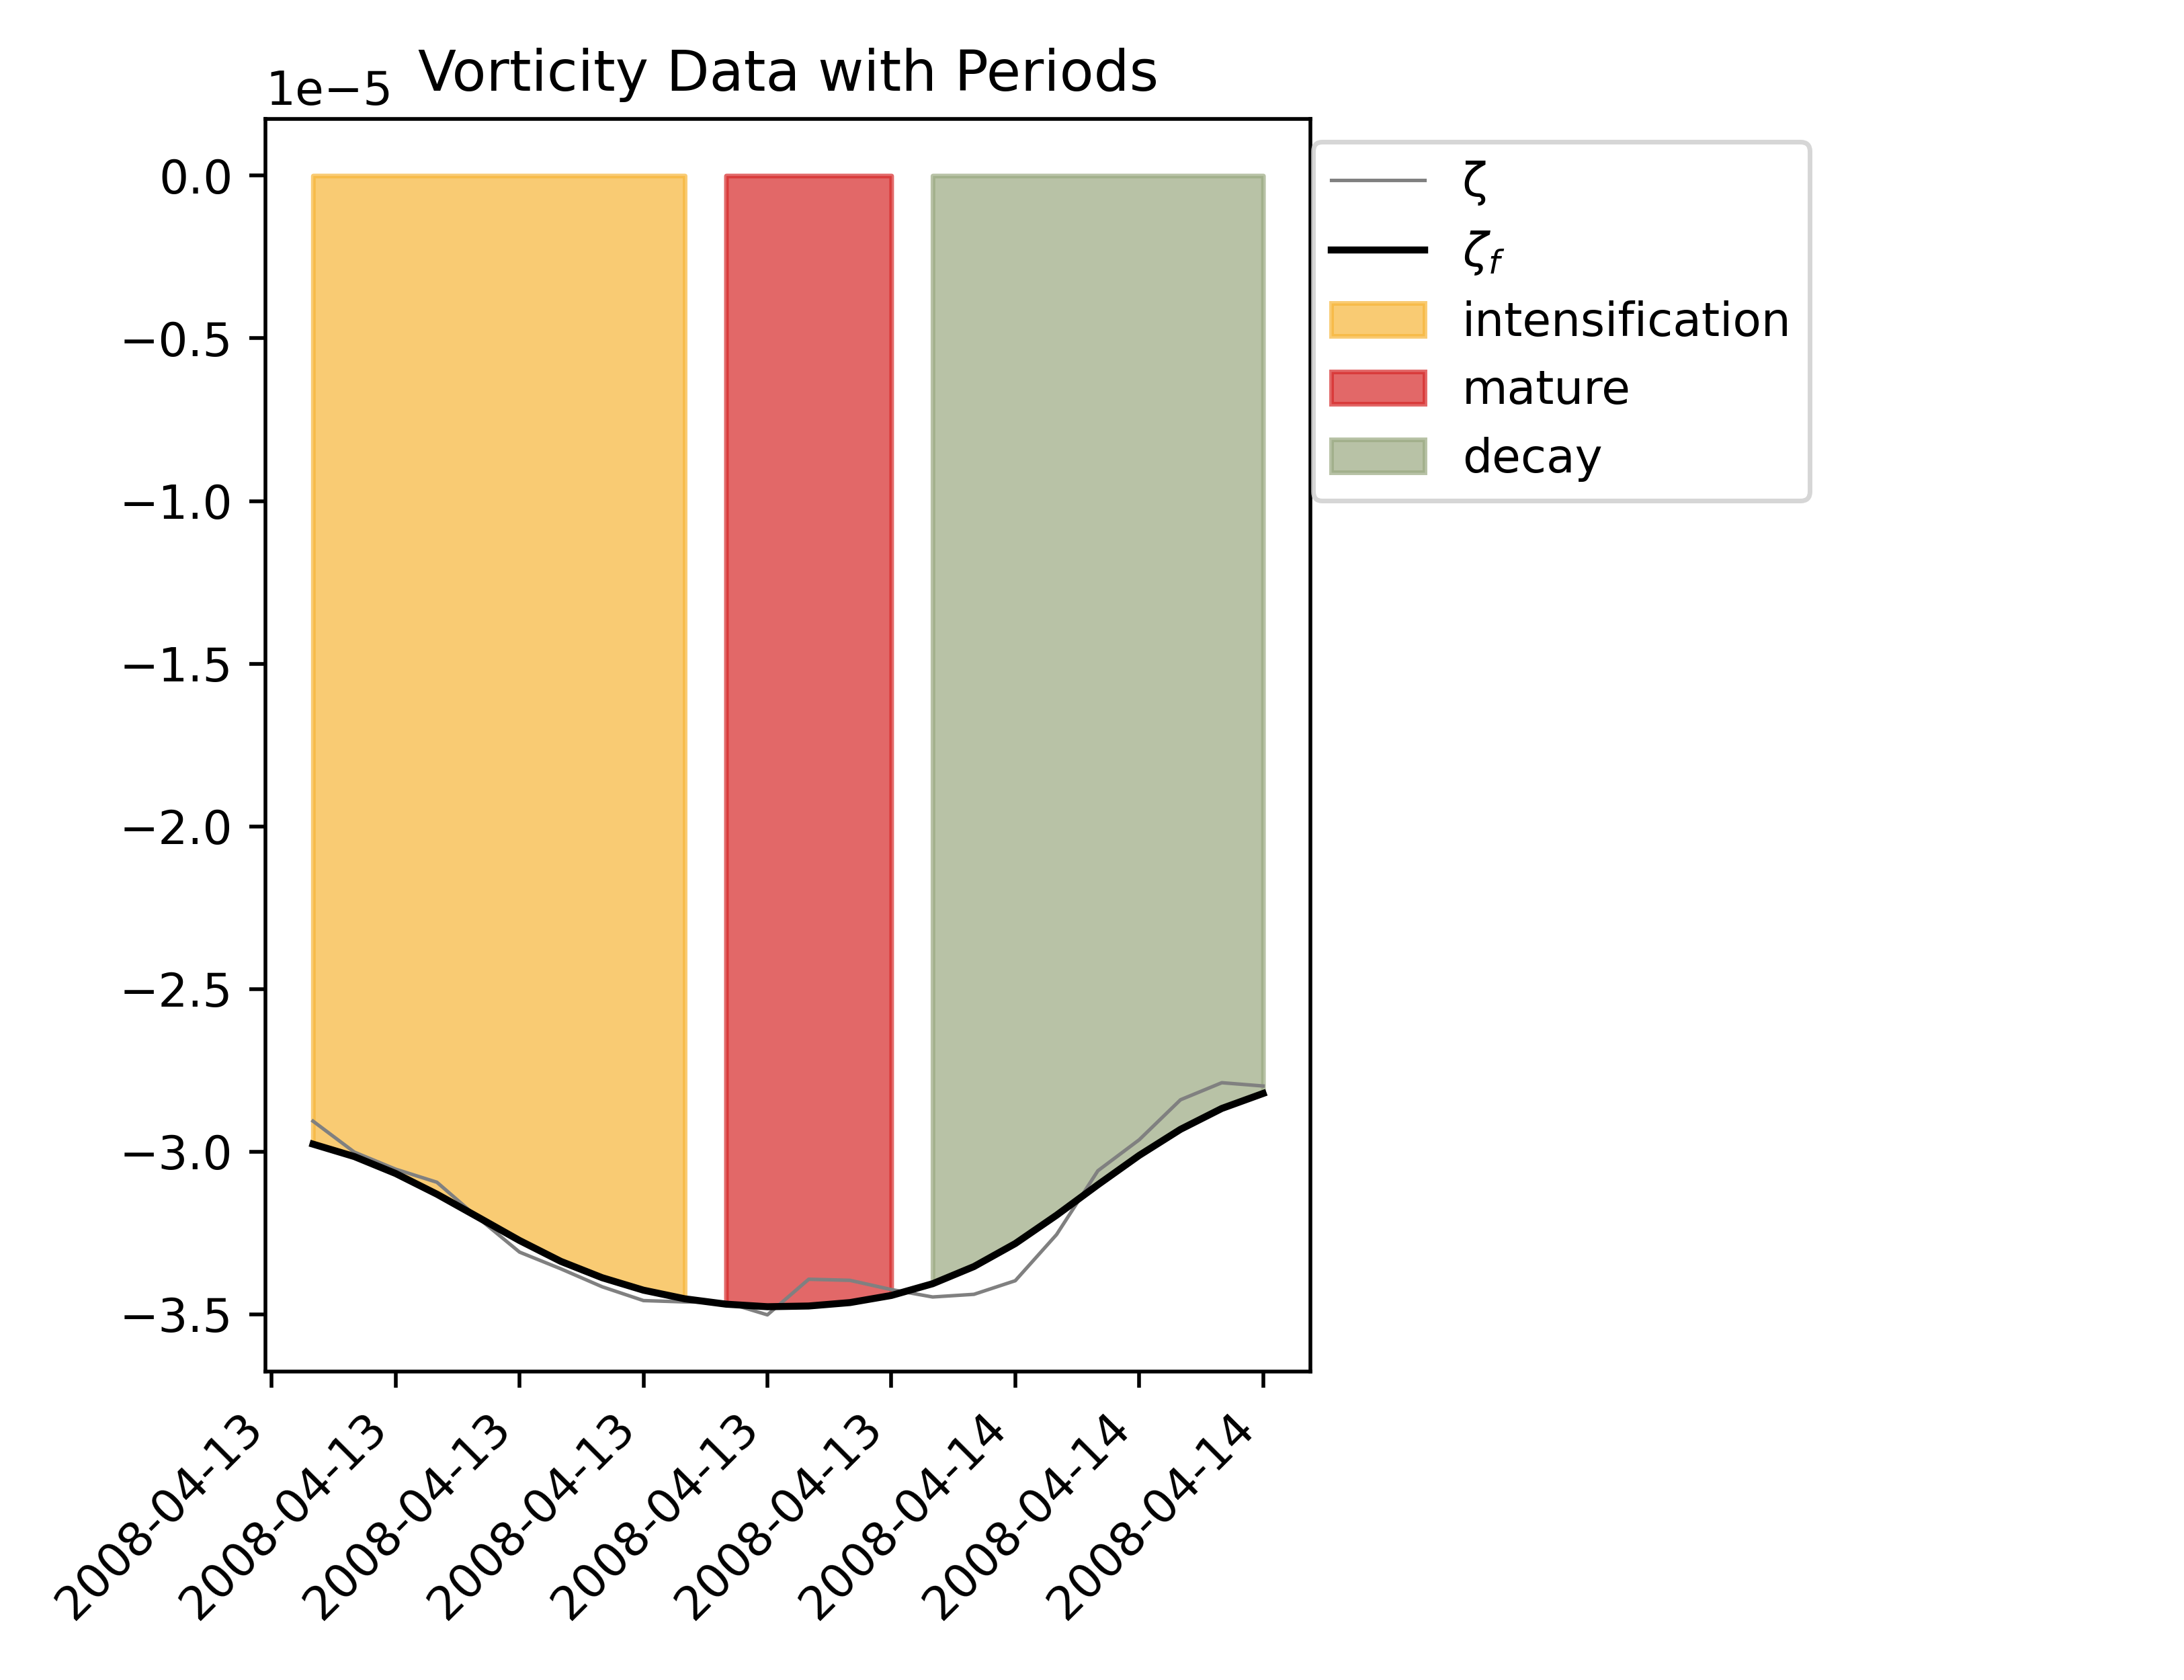 Vorticity Data with Periods
1e−5
0.0
−0.5
−1.0
−1.5
−2.0
−2.5
−3.0
−3.5
ζ
ζf
intensification
mature
decay
2008-04-13
2008-04-13
2008-04-13
2008-04-13
2008-04-13
2008-04-13
2008-04-14
2008-04-14
2008-04-14